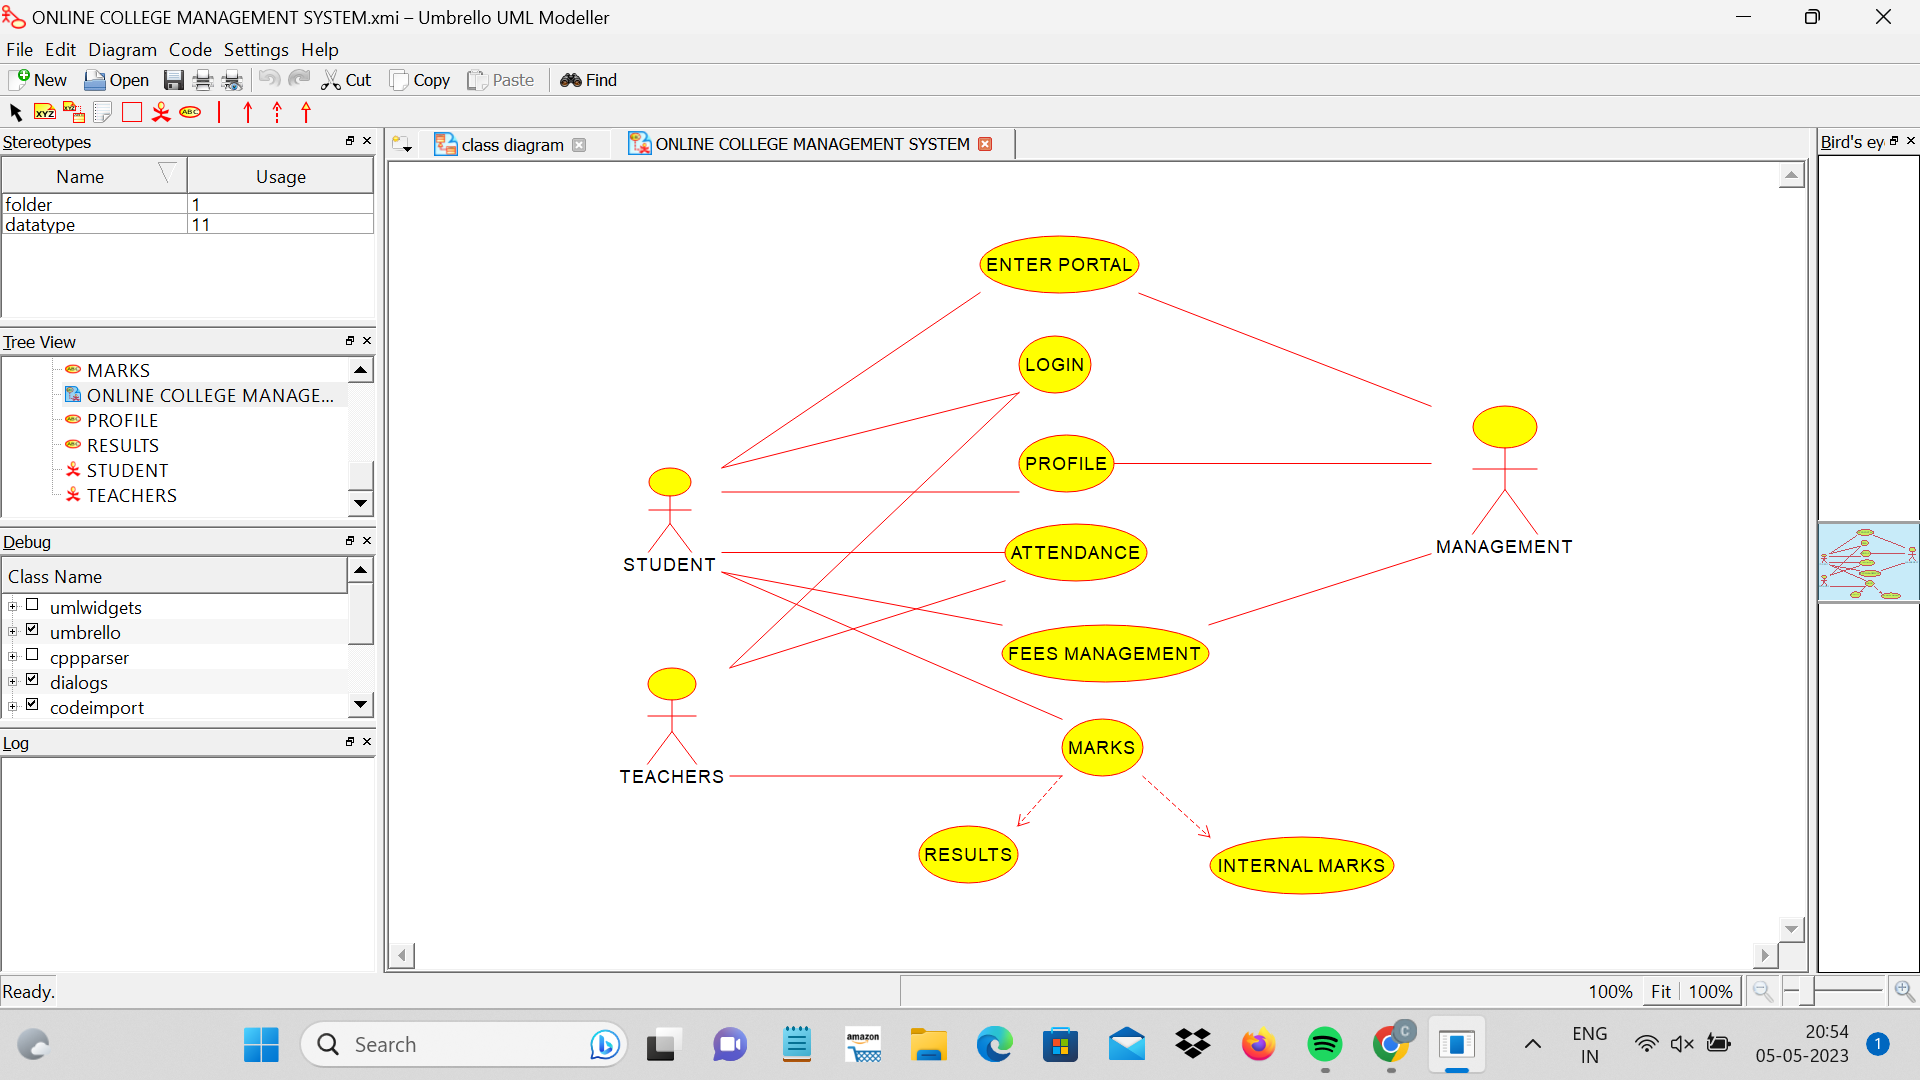 ONLINE COLLEGE MANAGEMENT SYSTEM.xmi – Umbrello UML Modeller
File Edit Diagram Code Settings Help
New Open Cut Copy Paste Find
XYZ XYZ ABC
Stereotypes
Name Usage
folder 1
datatype 11
Tree View
MARKS
ONLINE COLLEGE MANAGE...
PROFILE
RESULTS
STUDENT
TEACHERS
Debug
Class Name
umlwidgets
umbrello
cppparser
dialogs
codeimport
Log
class diagram
ONLINE COLLEGE MANAGEMENT SYSTEM
ENTER PORTAL
LOGIN
PROFILE
ATTENDANCE
FEES MANAGEMENT
MARKS
RESULTS
INTERNAL MARKS
STUDENT
TEACHERS
MANAGEMENT
Bird's ey
Ready.
100% Fit 100%
Search
amazon
C
ENG
IN
20:54
05-05-2023
1